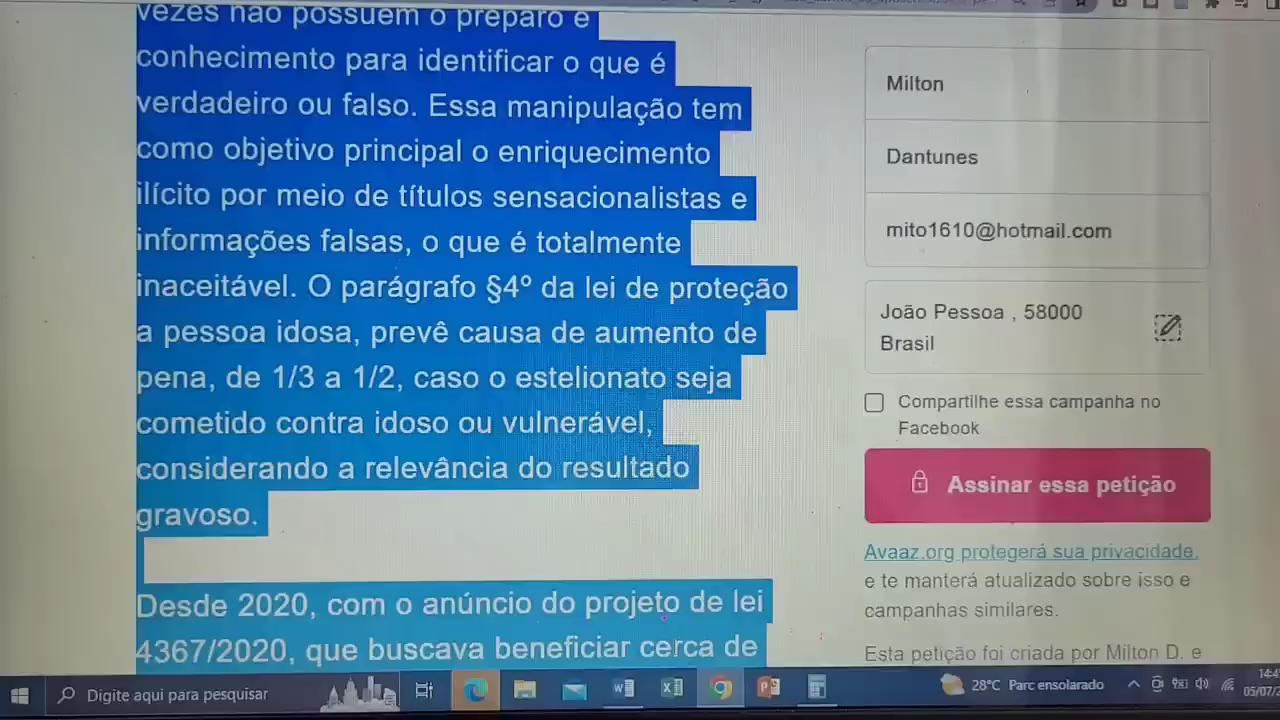 vezes não possuem o preparo e
conhecimento para identificar o que é
verdadeiro ou falso. Essa manipulação tem
como objetivo principal o enriquecimento
ilícito por meio de títulos sensacionalistas e
informações falsas, o que é totalmente
inaceitável. O parágrafo §4º da lei de proteção
a pessoa idosa, prevê causa de aumento de
pena, de 1/3 a 1/2, caso o estelionato seja
cometido contra idoso ou vulnerável,
considerando a relevância do resultado
gravoso.
Desde 2020, com o anúncio do projeto de lei
4367/2020, que buscava beneficiar cerca de
Milton
Dantunes
mito1610@hotmail.com
João Pessoa , 58000
Brasil
Compartilhe essa campanha no
Facebook
Assinar essa petição
Avaaz.org protegerá sua privacidade.
e te manterá atualizado sobre isso e
campanhas similares.
Esta petição foi criada por Milton D. e
Digite aqui para pesquisar
28°C Parc ensolarado
14:4
05/07/2